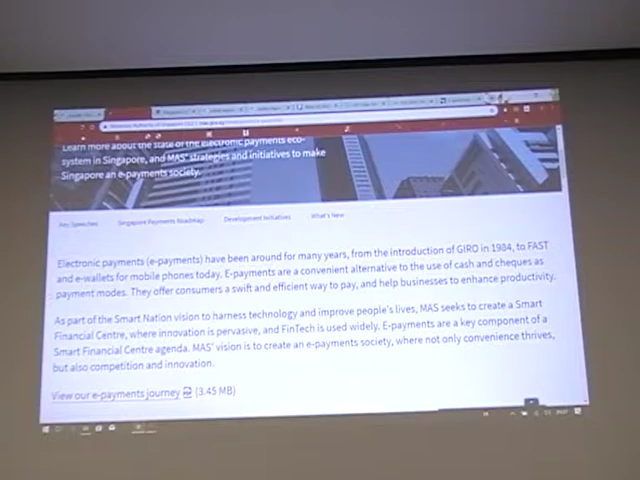 Learn more about the state of the electronic payments eco-
system in Singapore, and MAS' strategies and initiatives to make
Singapore an e-payments society.
Key Speeches Singapore Payments Roadmap Development Initiatives What's New
Electronic payments (e-payments) have been around for many years, from the introduction of GIRO in 1984, to FAST
and e-wallets for mobile phones today. E-payments are a convenient alternative to the use of cash and cheques as
payment modes. They offer consumers a swift and efficient way to pay, and help businesses to enhance productivity.
As part of the Smart Nation vision to harness technology and improve people's lives, MAS seeks to create a Smart
Financial Centre, where innovation is pervasive, and FinTech is used widely. E-payments are a key component of a
Smart Financial Centre agenda. MAS' vision is to create an e-payments society, where not only convenience thrives,
but also competition and innovation.
View our e-payments journey (3.45 MB)